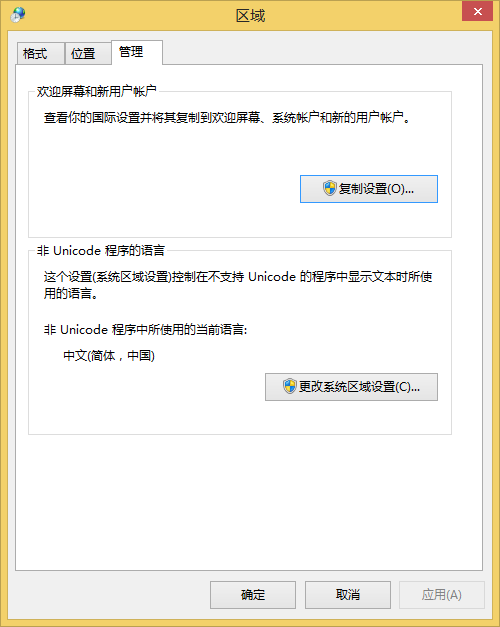 区域
格式
位置
管理
欢迎屏幕和新用户帐户
查看你的国际设置并将其复制到欢迎屏幕、系统帐户和新的用户帐户。
复制设置(O)...
非 Unicode 程序的语言
这个设置(系统区域设置)控制在不支持 Unicode 的程序中显示文本时所使
用的语言。
非 Unicode 程序中所使用的当前语言:
中文(简体，中国)
更改系统区域设置(C)...
确定
取消
应用(A)